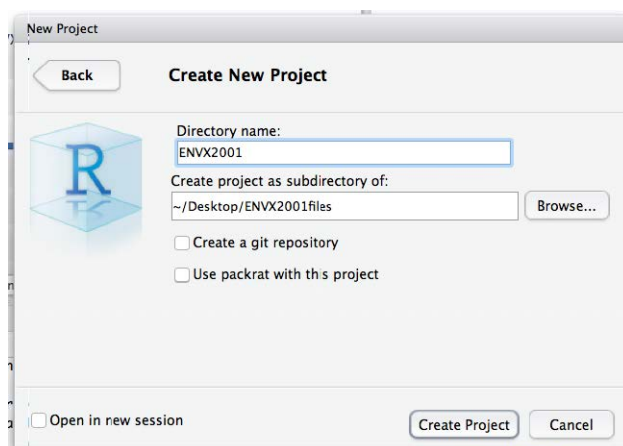 New Project
Back
Create New Project
Directory name:
ENVX2001
Create project as subdirectory of:
~/Desktop/ENVX2001files
Browse...
R
Create a git repository
Use packrat with this project
Open in new session
Create Project
Cancel